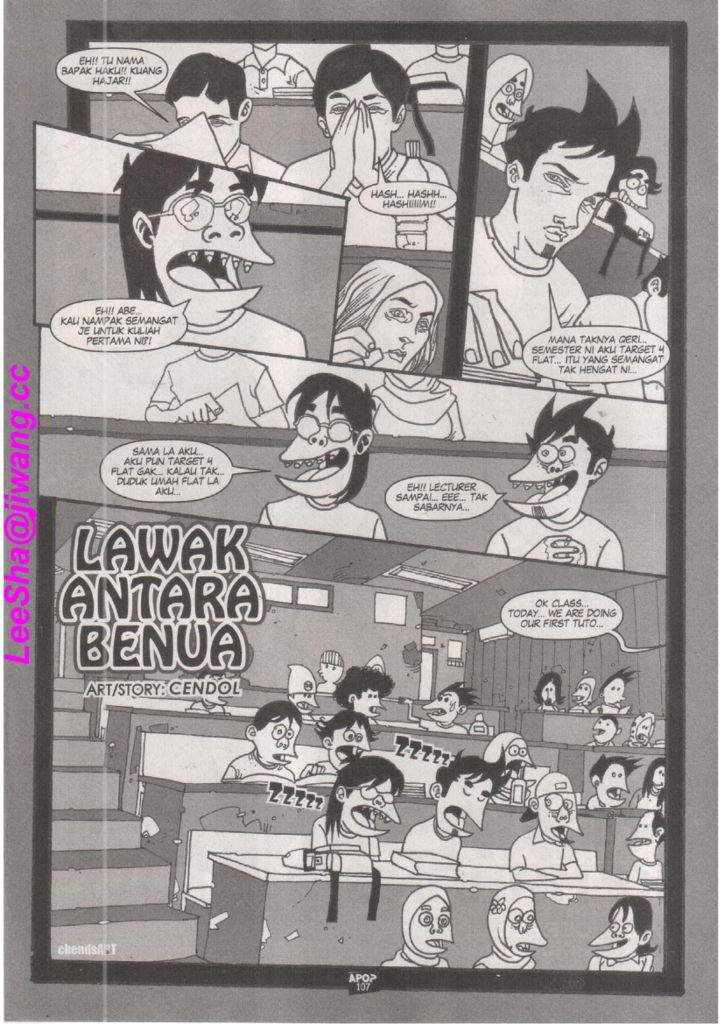 EH!! TU NAMA
BAPAK HAKU!! KUANG
HAJAR!!
HASH... HASHH...
HASHIIIIIM!!
EH!! ABE...
KAU NAMPAK SEMANGAT
JE UNTUK KULIAH
PERTAMA NI!?
MANA TAKNYA QERI...
SEMESTER NI AKU TARGET 4
FLAT... ITU YANG SEMANGAT
TAK HENGAT NI...
SAMA LA AKU...
AKU PUN TARGET 4
FLAT GAK... KALAU TAK...
DUDUK UMAH FLAT LA
AKU...
EH!! LECTURER
SAMPAI... EEE... TAK
SABARNYA...
LAWAK
ANTARA
BENUA
ART/STORY: CENDOL
OK CLASS...
TODAY... WE ARE DOING
OUR FIRST TUTO...
ZZZZZ
ZZZZZ
chendsART
APO?
107
LeeSha@jiwang.cc